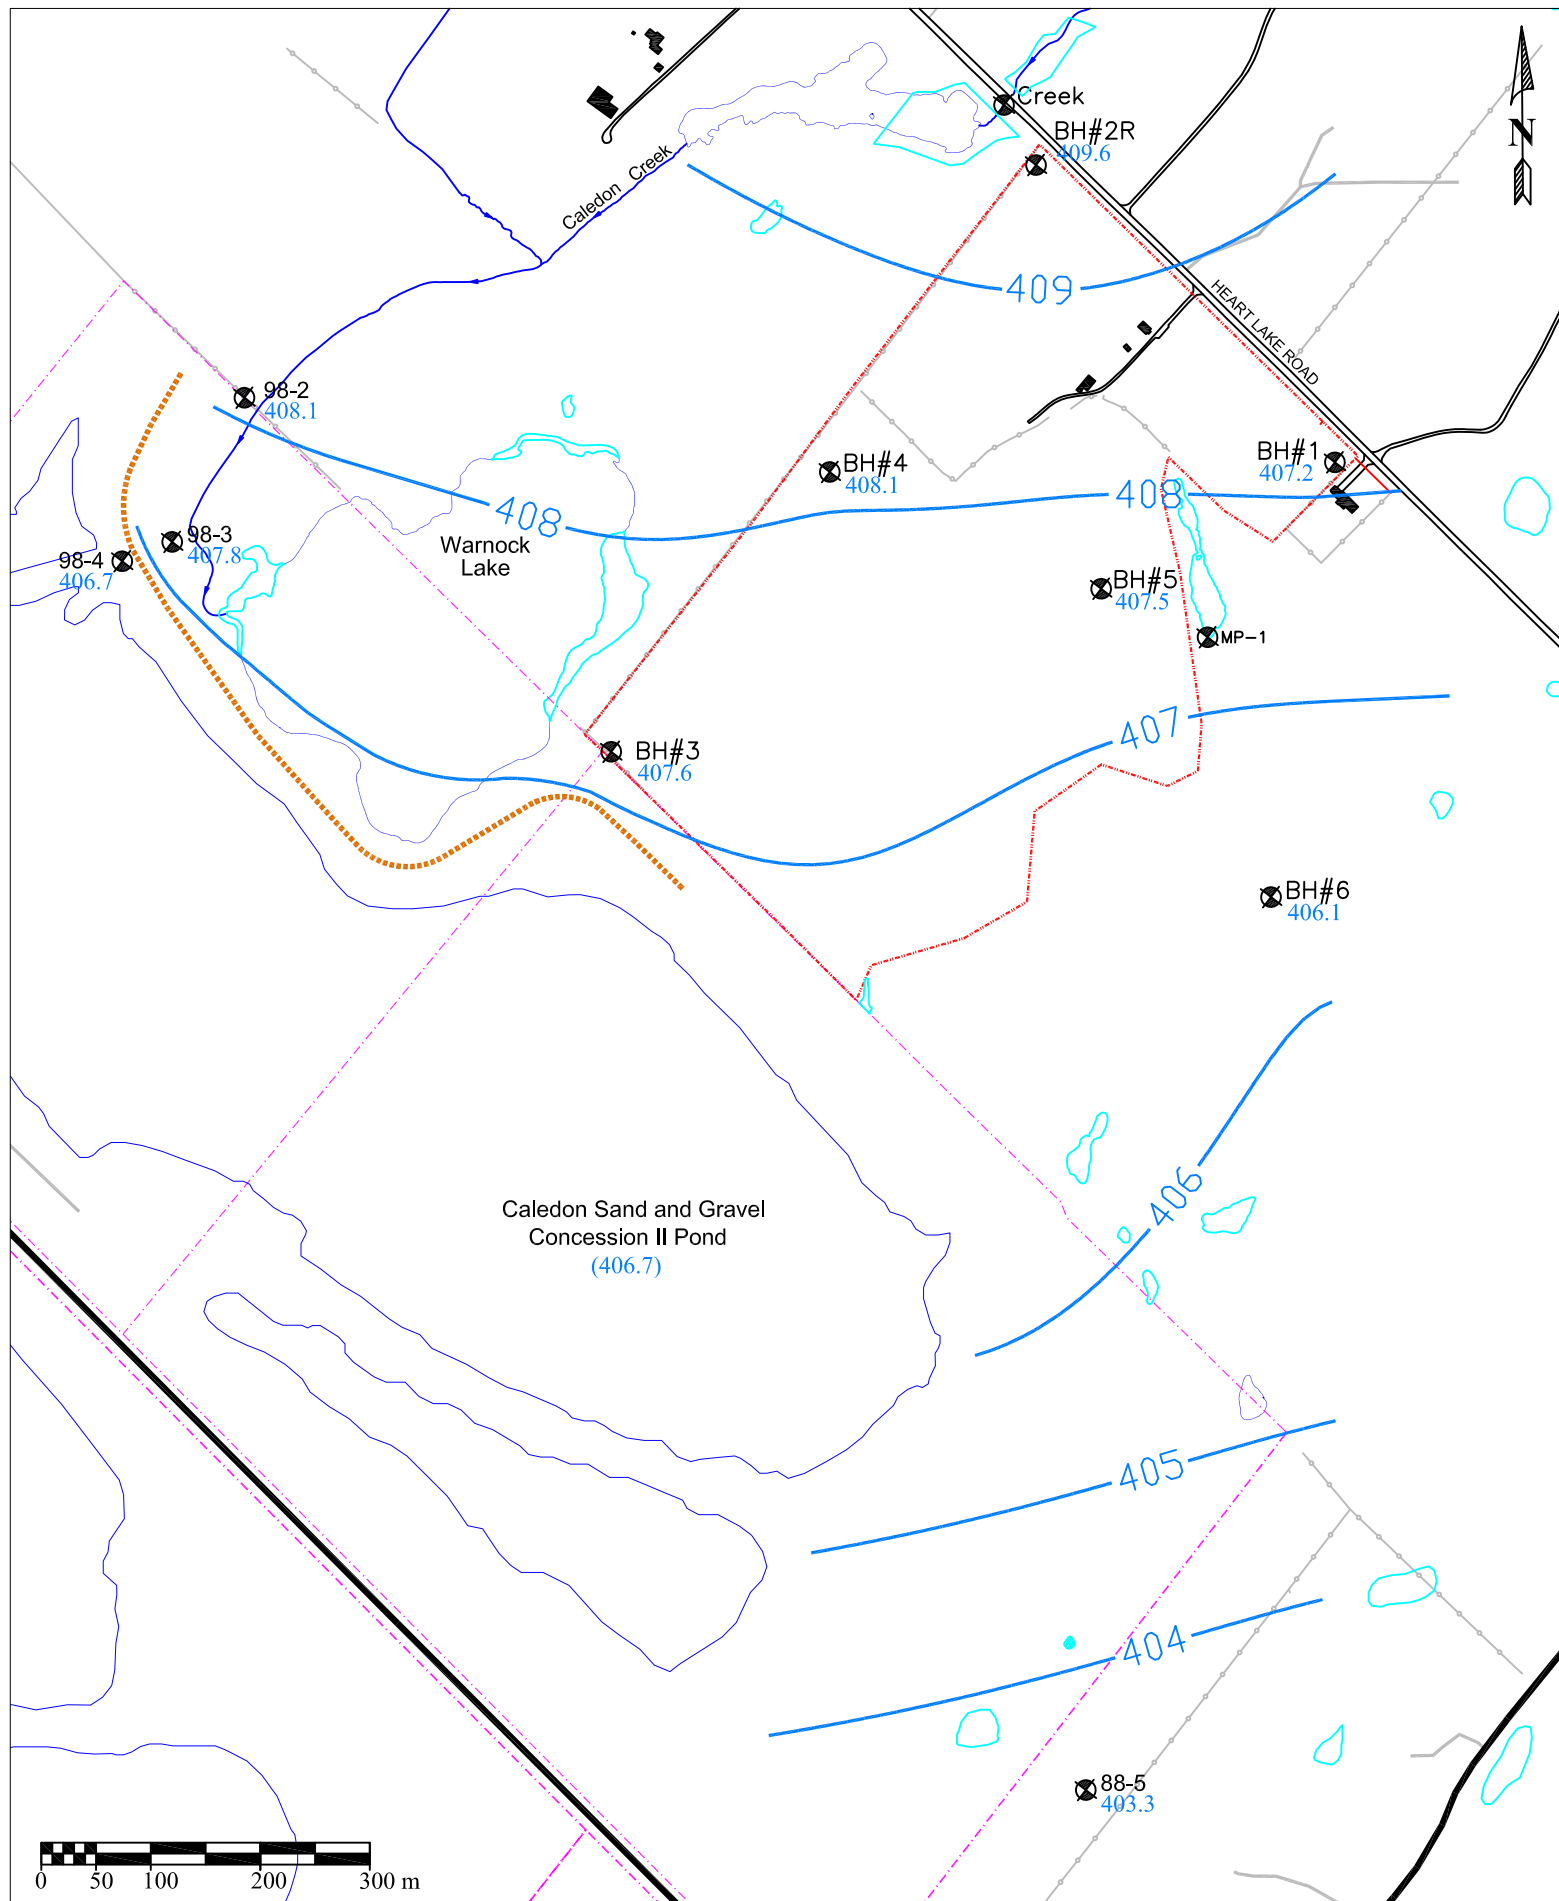 Creek
BH#2R
409.6
N
Caledon Creek
409
HEART LAKE ROAD
98-2
408.1
BH#4
408.1
BH#1
407.2
408
408
Warnock
Lake
98-3
407.8
98-4
406.7
BH#5
407.5
MP-1
407
BH#3
407.6
BH#6
406.1
406
Caledon Sand and Gravel
Concession II Pond
(406.7)
405
404
88-5
403.3
0 50 100 200 300 m